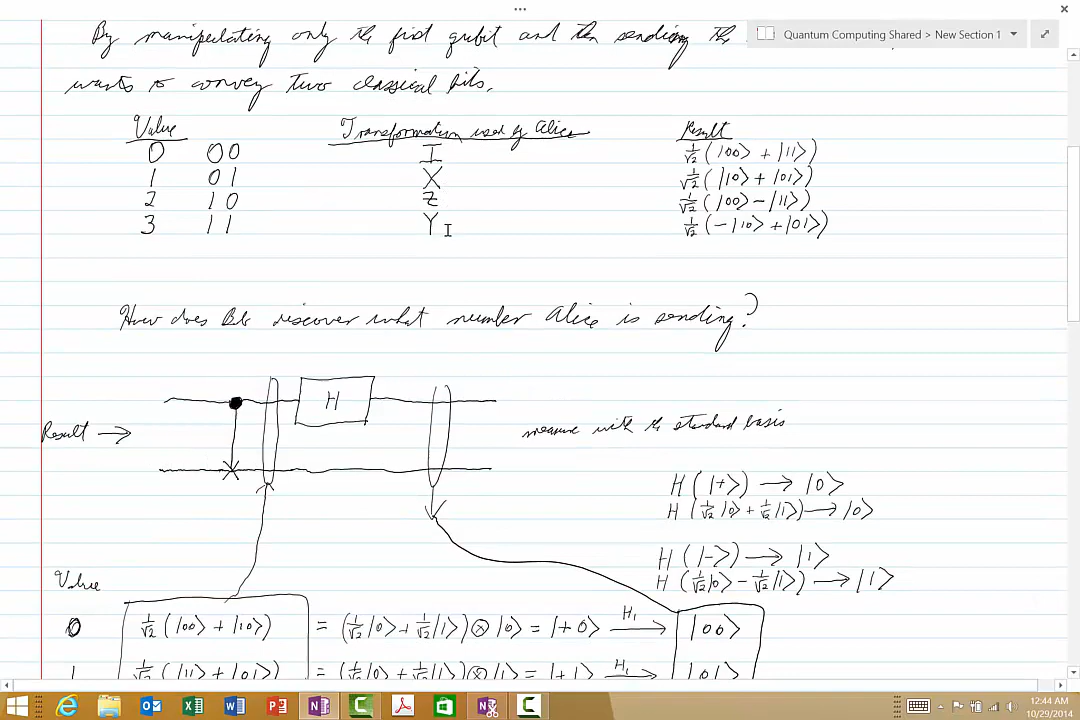 By manipulating only the first qubit and then sending the
Quantum Computing Shared > New Section 1
wants to convey two classical bits.
Value Transformation used by Alice Result
0 00 I 1/√2 (|00⟩ + |11⟩)
1 01 X 1/√2 (|10⟩ + |01⟩)
2 10 Z 1/√2 (|00⟩ - |11⟩)
3 11 Y 1/√2 (-|10⟩ + |01⟩)
How does Bob discover what number Alice is sending?
H
Result → measure with the standard basis
H (|+⟩) → |0⟩
H (1/√2 |0⟩ + 1/√2 |1⟩) → |0⟩
H (|-⟩) → |1⟩
H (1/√2 |0⟩ - 1/√2 |1⟩) → |1⟩
Value
0 1/√2 (|00⟩ + |10⟩) = (1/√2 |0⟩ + 1/√2 |1⟩) ⊗ |0⟩ = |+0⟩ H₁ → |00⟩
1 1/√2 (|11⟩ + |01⟩) = (1/√2 |0⟩ + 1/√2 |1⟩) ⊗ |1⟩ = |+1⟩ H₁ → |01⟩
12:44 AM
10/29/2014